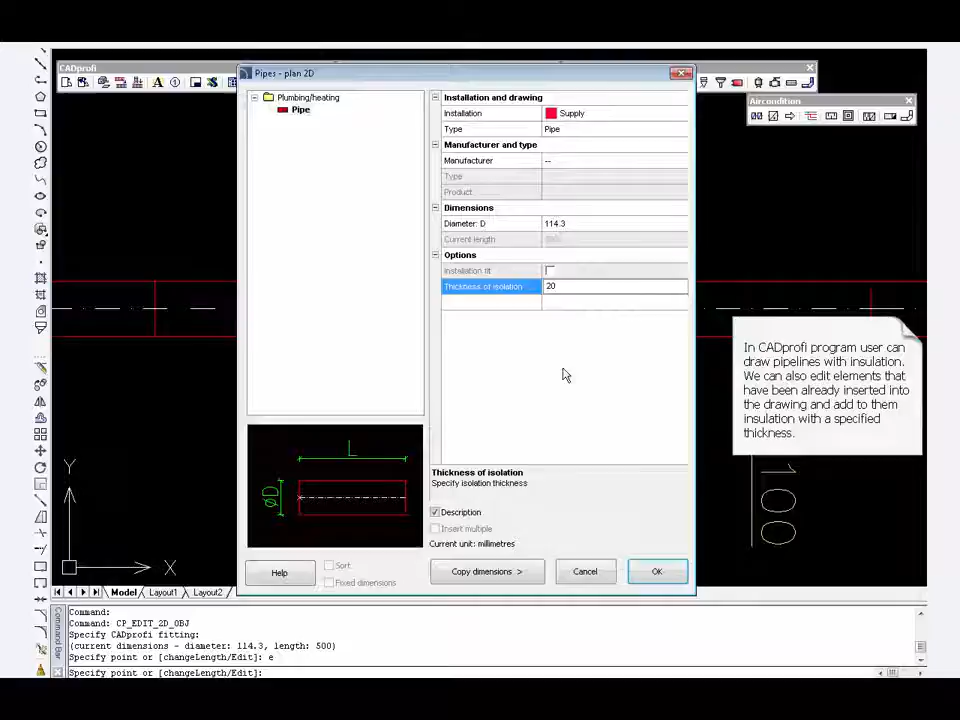 CADprofi
Pipes - plan 2D
Aircondition
Plumbing/heating
Pipe
Installation and drawing
Installation Supply
Type Pipe
Manufacturer and type
Manufacturer --
Type
Product
Dimensions
Diameter: D 114.3
Current length
Options
Installation fit
Thickness of isolation 20
L
øD
Thickness of isolation
Specify isolation thickness
Description
Insert multiple
Current unit: millimetres
Help
Sort
Fixed dimensions
Copy dimensions >
Cancel
OK
In CADprofi program user can
draw pipelines with insulation.
We can also edit elements that
have been already inserted into
the drawing and add to them
insulation with a specified
thickness.
100
Y
X
Model Layout1 Layout2
Command Bar
Command:
Command: CP_EDIT_2D_OBJ
Specify CADprofi fitting:
(current dimensions - diameter: 114.3, length: 500)
Specify point or [changeLength/Edit]: e
Specify point or [changeLength/Edit]: